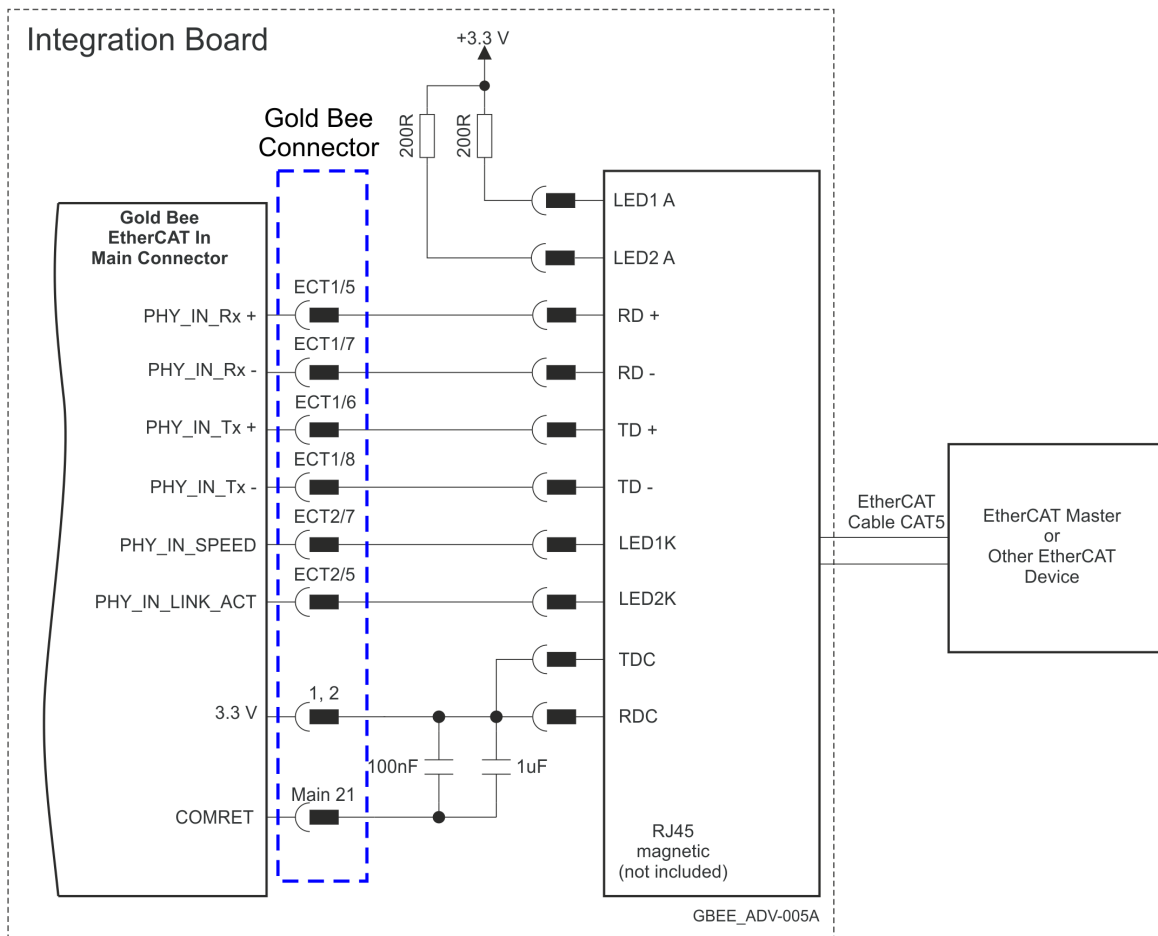 Integration Board
+3.3 V
Gold Bee
Connector
200R
200R
Gold Bee
EtherCAT In
Main Connector
LED1 A
LED2 A
ECT1/5
PHY_IN_Rx +
RD +
ECT1/7
PHY_IN_Rx -
RD -
ECT1/6
PHY_IN_Tx +
TD +
ECT1/8
PHY_IN_Tx -
TD -
ECT2/7
PHY_IN_SPEED
LED1K
ECT2/5
PHY_IN_LINK_ACT
LED2K
EtherCAT
Cable CAT5
EtherCAT Master
or
Other EtherCAT
Device
TDC
1, 2
3.3 V
RDC
100nF
1uF
Main 21
COMRET
RJ45
magnetic
(not included)
GBEE_ADV-005A